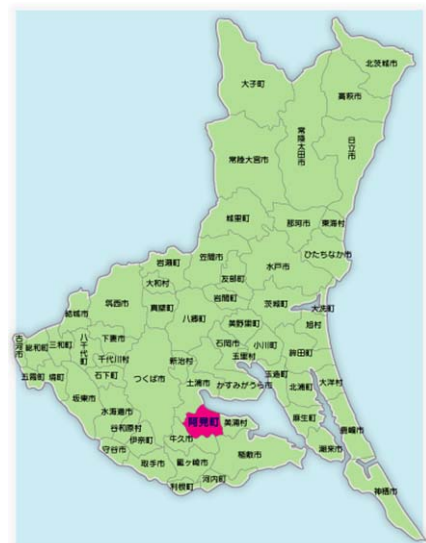 大子町
北茨城市
高萩市
常陸太田市
日立市
常陸大宮市
城里町
那珂市
東海村
ひたちなか市
笠間市
水戸市
岩瀬町
友部町
大和村
岩間町
茨城町
大洗町
筑西市
真壁町
八郷町
美野里町
旭村
結城市
石岡市
小川町
古河市
総和町
三和町
八千代町
下妻市
玉里村
鉾田町
千代川村
新治村
五霞町
境町
石下町
つくば市
土浦市
かすみがうら市
玉造町
北浦町
大洋村
坂東市
水海道市
阿見町
美浦村
麻生町
鹿嶋市
谷和原村
伊奈町
牛久市
潮来市
守谷市
取手市
龍ヶ崎市
稲敷市
利根町
河内町
神栖市